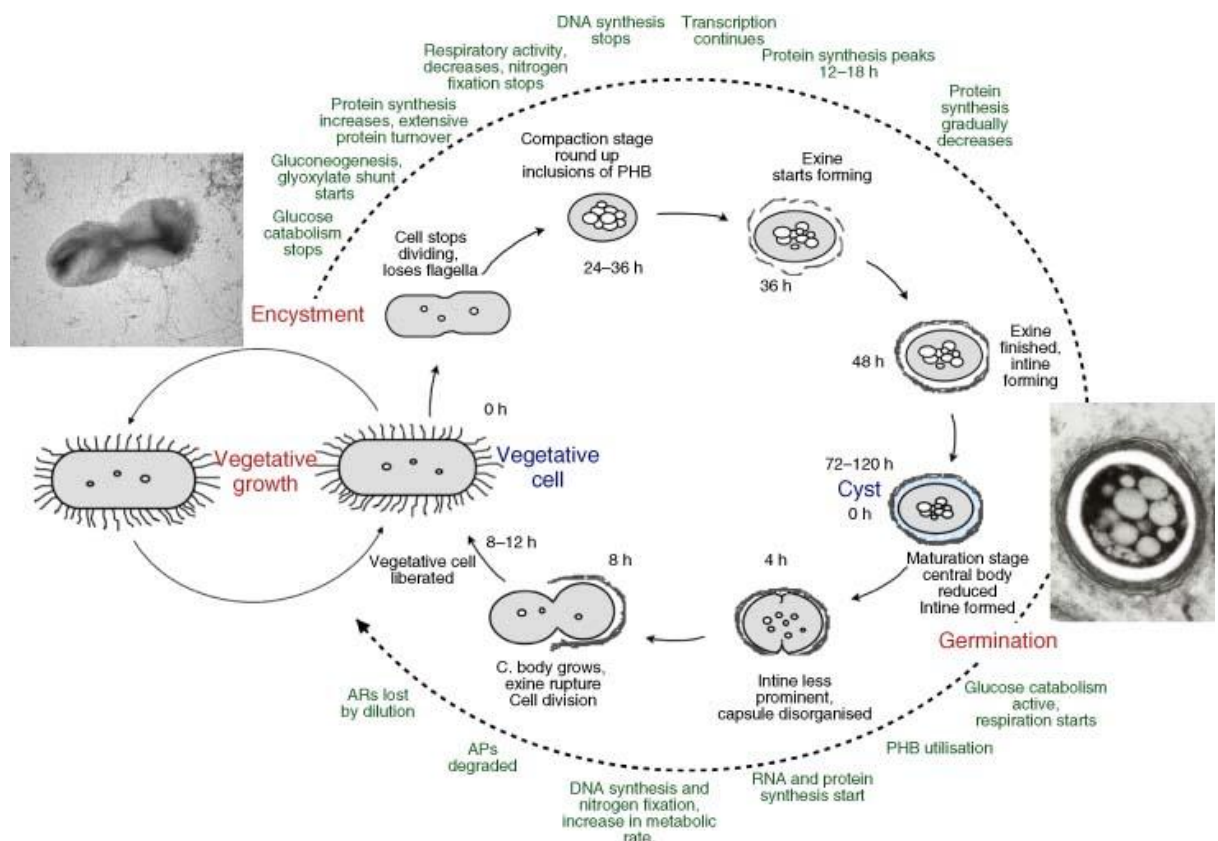 DNA synthesis
stops
Transcription
continues
Respiratory activity,
decreases, nitrogen
fixation stops
Protein synthesis peaks
12–18 h
Protein synthesis
increases, extensive
protein turnover
Protein
synthesis
gradually
decreases
Gluconeogenesis,
glyoxylate shunt
starts
Glucose
catabolism
stops
Encystment
Cell stops
dividing,
loses flagella
Compaction stage
round up
inclusions of PHB
24–36 h
Exine
starts forming
36 h
Exine
finished,
intine
forming
48 h
0 h
Vegetative
growth
Vegetative
cell
72–120 h
Cyst
0 h
Maturation stage
central body
reduced
Intine formed
Germination
4 h
Intine less
prominent,
capsule disorganised
8 h
C. body grows,
exine rupture
Cell division
8–12 h
Vegetative cell
liberated
Glucose catabolism
active,
respiration starts
PHB utilisation
RNA and protein
synthesis start
DNA synthesis and
nitrogen fixation,
increase in metabolic
rate
APs
degraded
ARs lost
by dilution